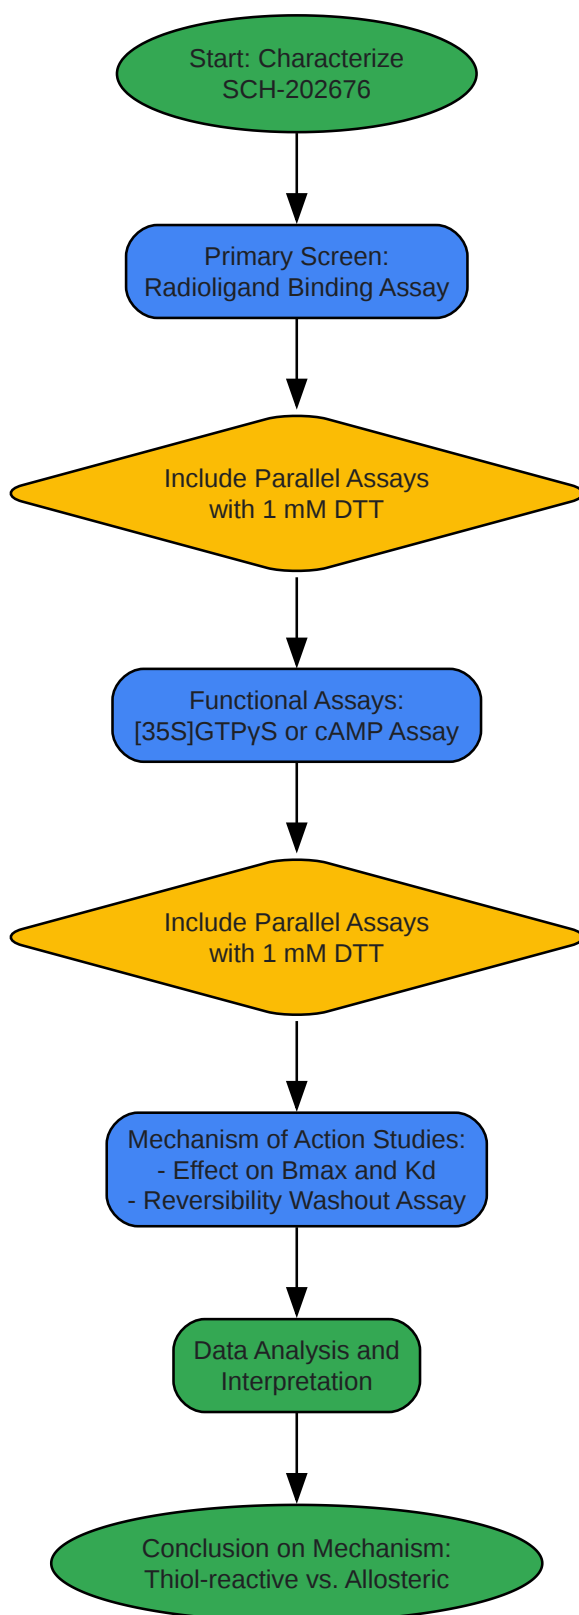 Start: Characterize
SCH-202676
Primary Screen:
Radioligand Binding Assay
Include Parallel Assays
with 1 mM DTT
Functional Assays:
[35S]GTPγS or cAMP Assay
Include Parallel Assays
with 1 mM DTT
Mechanism of Action Studies:
- Effect on Bmax and Kd
- Reversibility Washout Assay
Data Analysis and
Interpretation
Conclusion on Mechanism:
Thiol-reactive vs. Allosteric